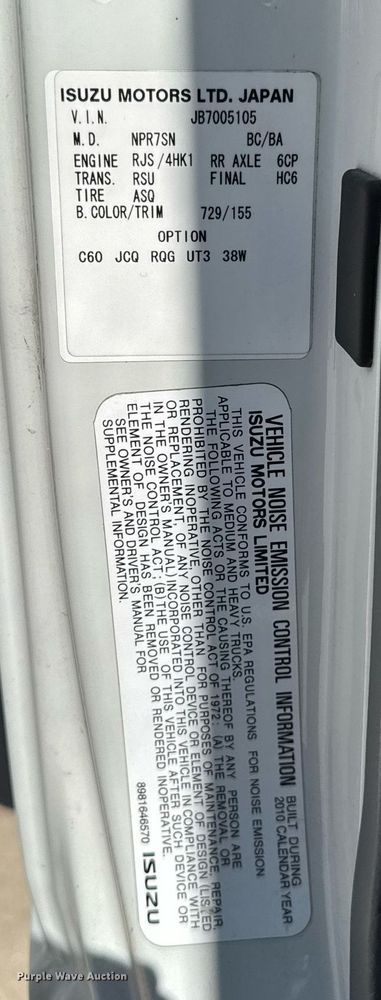 ISUZU MOTORS LTD. JAPAN
V.I.N. JB7005105
M.D. NPR7SN BC/BA
ENGINE RJS/4HK1 RR AXLE 6CP
TRANS. RSU FINAL HC6
TIRE ASQ
B.COLOR/TRIM 729/155
OPTION
C60 JCQ RQG UT3 38W
VEHICLE NOISE EMISSION CONTROL INFORMATION
ISUZU MOTORS LIMITED
BUILT DURING
2010 CALENDAR YEAR
THIS VEHICLE CONFORMS TO U.S. EPA REGULATIONS FOR NOISE EMISSION
APPLICABLE TO MEDIUM AND HEAVY TRUCKS.
THE FOLLOWING ACTS OR THE CAUSING THEREOF BY ANY PERSON ARE
PROHIBITED BY THE NOISE CONTROL ACT OF 1972: (A) THE REMOVAL OR
RENDERING INOPERATIVE, OTHER THAN FOR PURPOSES OF MAINTENANCE, REPAIR,
OR REPLACEMENT, OF ANY NOISE CONTROL DEVICE OR ELEMENT OF DESIGN (LISTED
IN THE OWNER'S MANUAL) INCORPORATED INTO THIS VEHICLE IN COMPLIANCE WITH
THE NOISE CONTROL ACT; (B) THE USE OF THIS VEHICLE AFTER SUCH DEVICE OR
ELEMENT OF DESIGN HAS BEEN REMOVED OR RENDERED INOPERATIVE.
SEE OWNER'S AND DRIVER'S MANUAL FOR
SUPPLEMENTAL INFORMATION.
8981646570 ISUZU
Purple Wave Auction